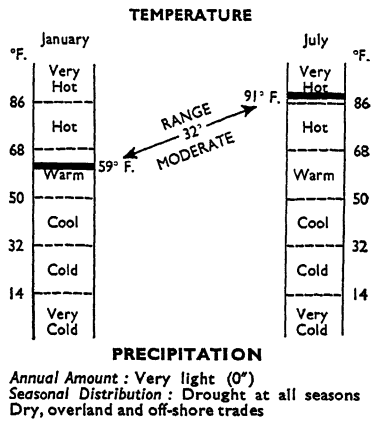 TEMPERATURE
January July
°F. °F.
Very Hot Very Hot
91° F.
86 86
Hot RANGE Hot
32°
MODERATE
68 68
Warm 59° F. Warm
50 50
Cool Cool
32 32
Cold Cold
14 14
Very Cold Very Cold
PRECIPITATION
Annual Amount : Very light (0″)
Seasonal Distribution : Drought at all seasons
Dry, overland and off-shore trades